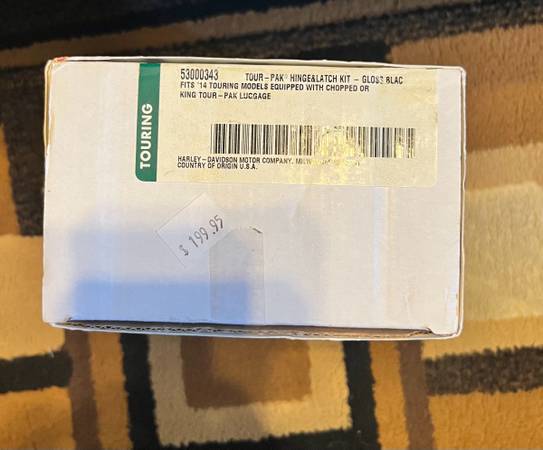 TOURING
53000343 TOUR-PAK® HINGE&LATCH KIT - GLOSS BLAC
FITS '14 TOURING MODELS EQUIPPED WITH CHOPPED OR
KING TOUR-PAK LUGGAGE
HARLEY-DAVIDSON MOTOR COMPANY,
COUNTRY OF ORIGIN U.S.A.
$ 199.95